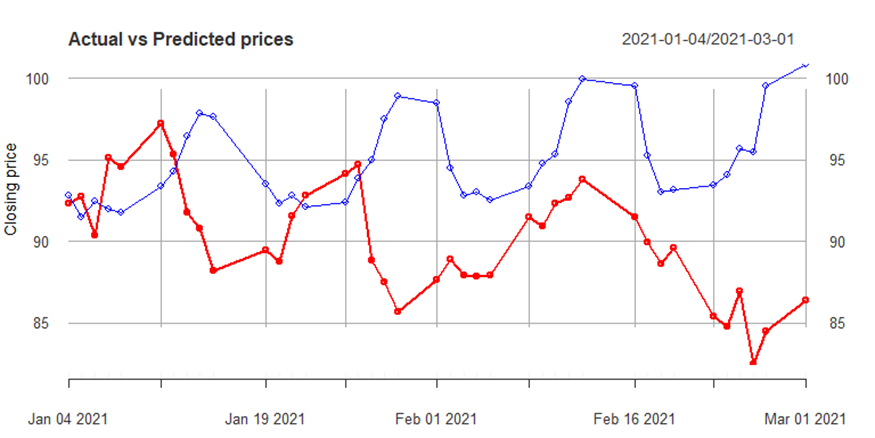 Actual vs Predicted prices
2021-01-04/2021-03-01
100
100
95
95
90
90
85
85
Closing price
Jan 04 2021
Jan 19 2021
Feb 01 2021
Feb 16 2021
Mar 01 2021